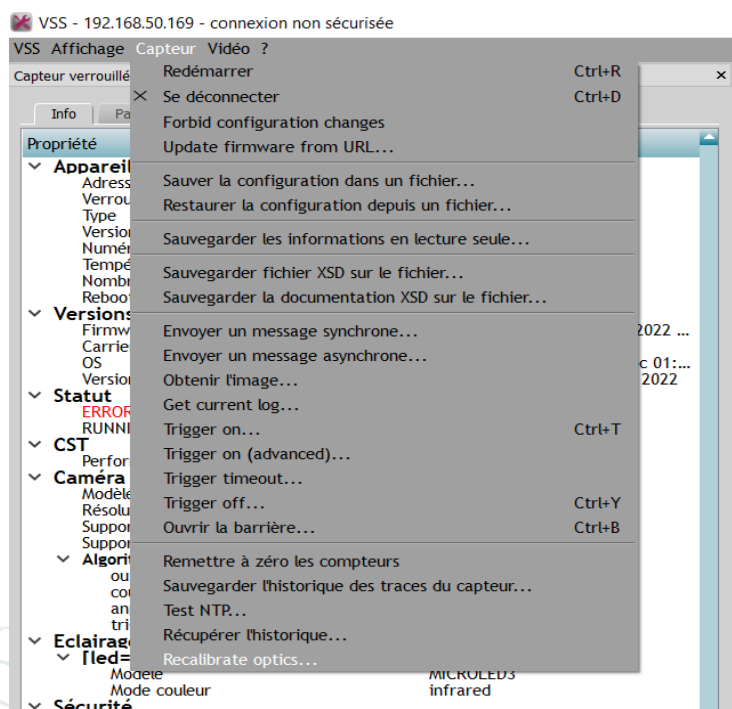 VSS - 192.168.50.169 - connexion non sécurisée
VSS Affichage Capteur Vidéo ?
Capteur verrouillé
Info
Propriété
Redémarrer Ctrl+R
Se déconnecter Ctrl+D
Forbid configuration changes
Update firmware from URL...
Sauver la configuration dans un fichier...
Restaurer la configuration depuis un fichier...
Sauvegarder les informations en lecture seule...
Sauvegarder fichier XSD sur le fichier...
Sauvegarder la documentation XSD sur le fichier...
Envoyer un message synchrone...
Envoyer un message asynchrone...
Obtenir l'image...
Get current log...
Trigger on... Ctrl+T
Trigger on (advanced)...
Trigger timeout...
Trigger off... Ctrl+Y
Ouvrir la barrière... Ctrl+B
Remettre à zéro les compteurs
Sauvegarder l'historique des traces du capteur...
Test NTP...
Récupérer l'historique...
Recalibrate optics...
Appareil
Type
Versions
2022 ...
OS
01:...
2022
Statut
ERROR
CST
Caméra
Modèle MICROLED3
Mode couleur infrared
Sécurité